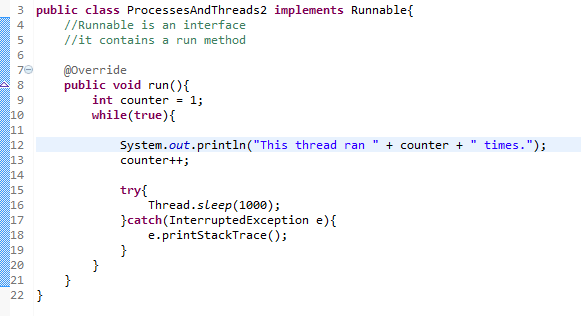 3 public class ProcessesAndThreads2 implements Runnable{
4     //Runnable is an interface
5     //it contains a run method
6
7     @Override
8     public void run(){
9         int counter = 1;
10         while(true){
11
12             System.out.println("This thread ran " + counter + " times.");
13             counter++;
14
15             try{
16                 Thread.sleep(1000);
17             }catch(InterruptedException e){
18                 e.printStackTrace();
19             }
20         }
21     }
22 }